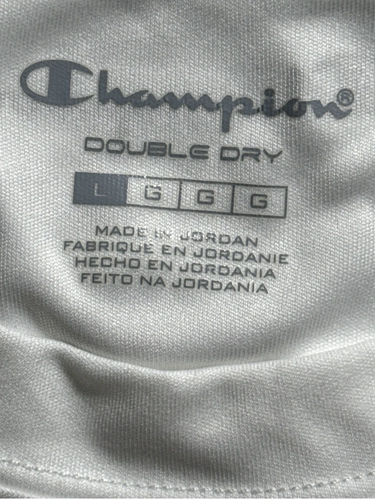 Champion®
DOUBLE DRY
L G G G
MADE IN JORDAN
FABRIQUE EN JORDANIE
HECHO EN JORDANIA
FEITO NA JORDANIA